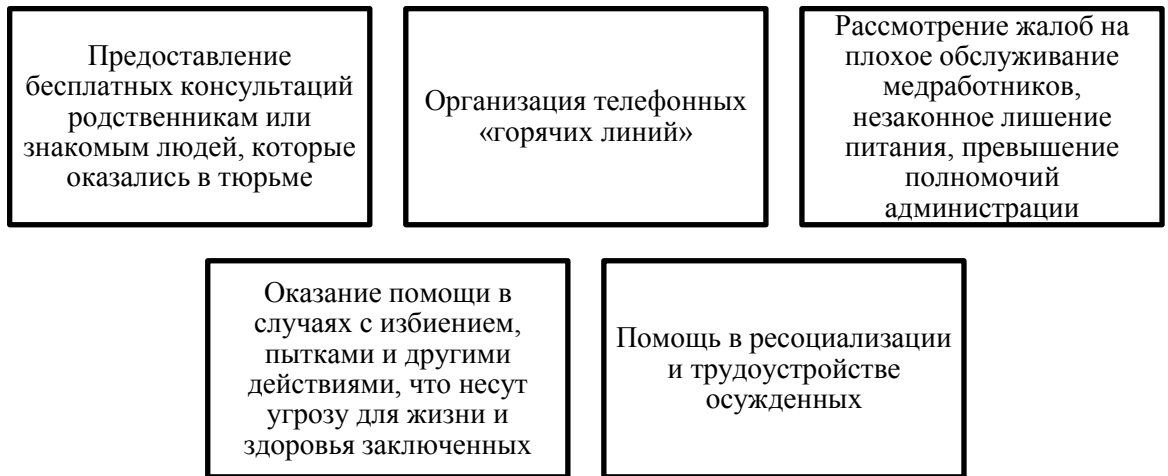 Предоставление
бесплатных консультаций
родственникам или
знакомым людей, которые
оказались в тюрьме
Организация телефонных
«горячих линий»
Рассмотрение жалоб на
плохое обслуживание
медработников,
незаконное лишение
питания, превышение
полномочий
администрации
Оказание помощи в
случаях с избиением,
пытками и другими
действиями, что несут
угрозу для жизни и
здоровья заключенных
Помощь в ресоциализации
и трудоустройстве
осужденных